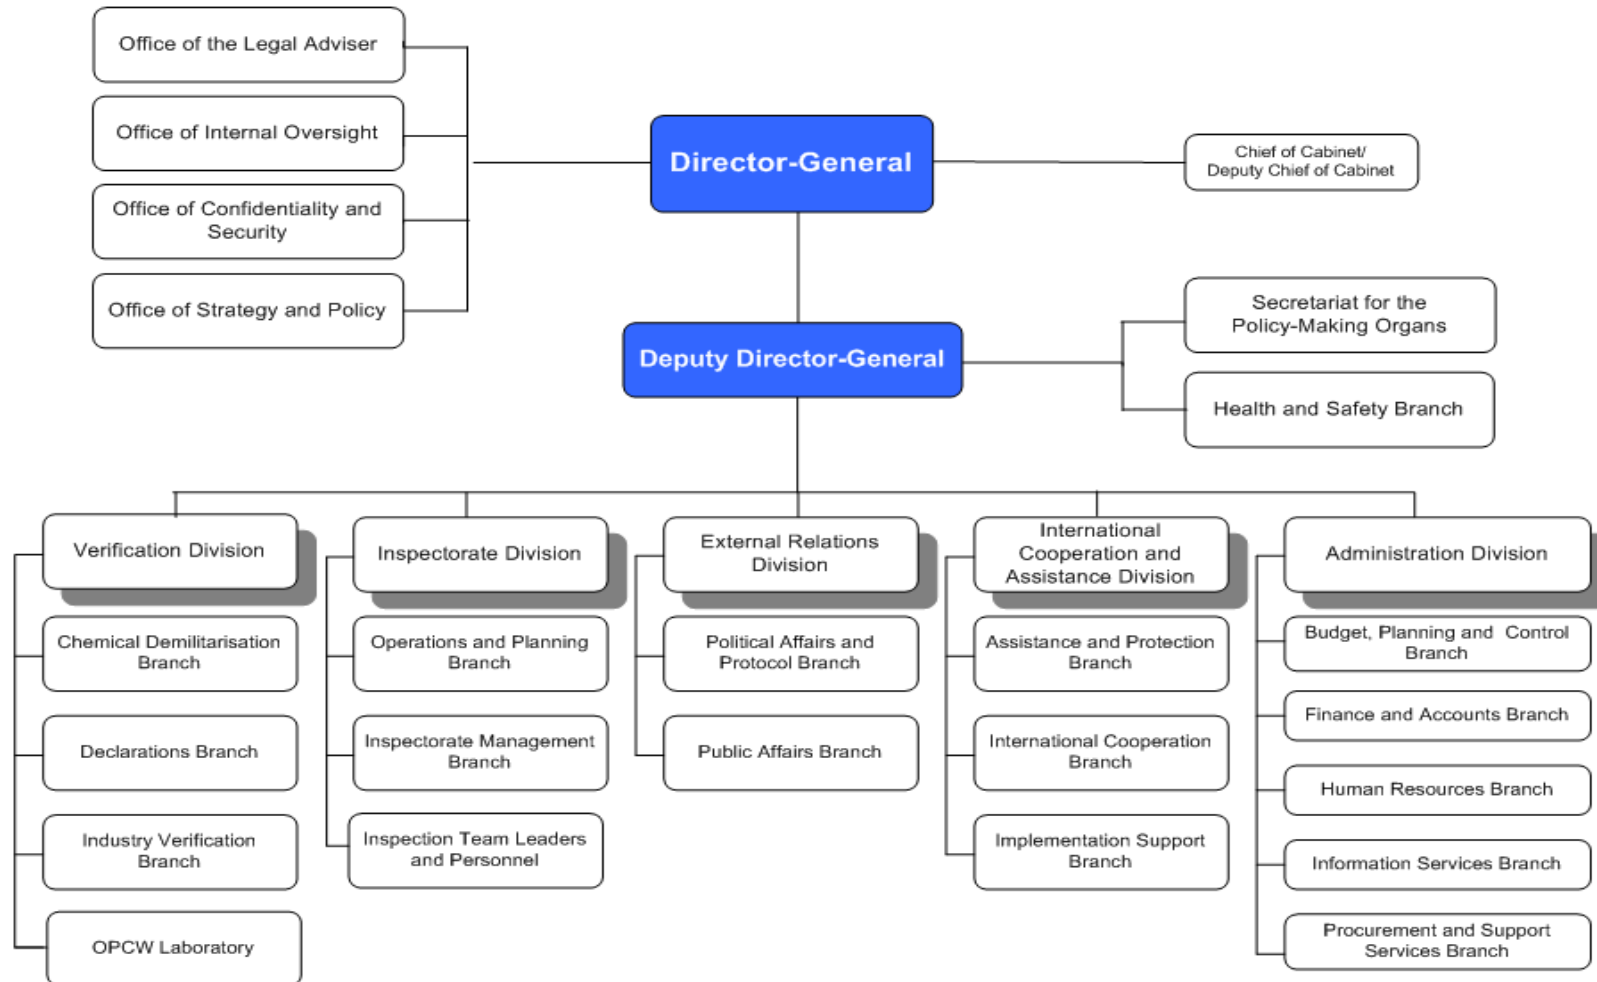 Office of the Legal Adviser
Office of Internal Oversight
Office of Confidentiality and
Security
Office of Strategy and Policy
Director-General
Chief of Cabinet/
Deputy Chief of Cabinet
Deputy Director-General
Secretariat for the
Policy-Making Organs
Health and Safety Branch
Verification Division
Chemical Demilitarisation
Branch
Declarations Branch
Industry Verification
Branch
OPCW Laboratory
Inspectorate Division
Operations and Planning
Branch
Inspectorate Management
Branch
Inspection Team Leaders
and Personnel
External Relations
Division
Political Affairs and
Protocol Branch
Public Affairs Branch
International
Cooperation and
Assistance Division
Assistance and Protection
Branch
International Cooperation
Branch
Implementation Support
Branch
Administration Division
Budget, Planning and Control
Branch
Finance and Accounts Branch
Human Resources Branch
Information Services Branch
Procurement and Support
Services Branch